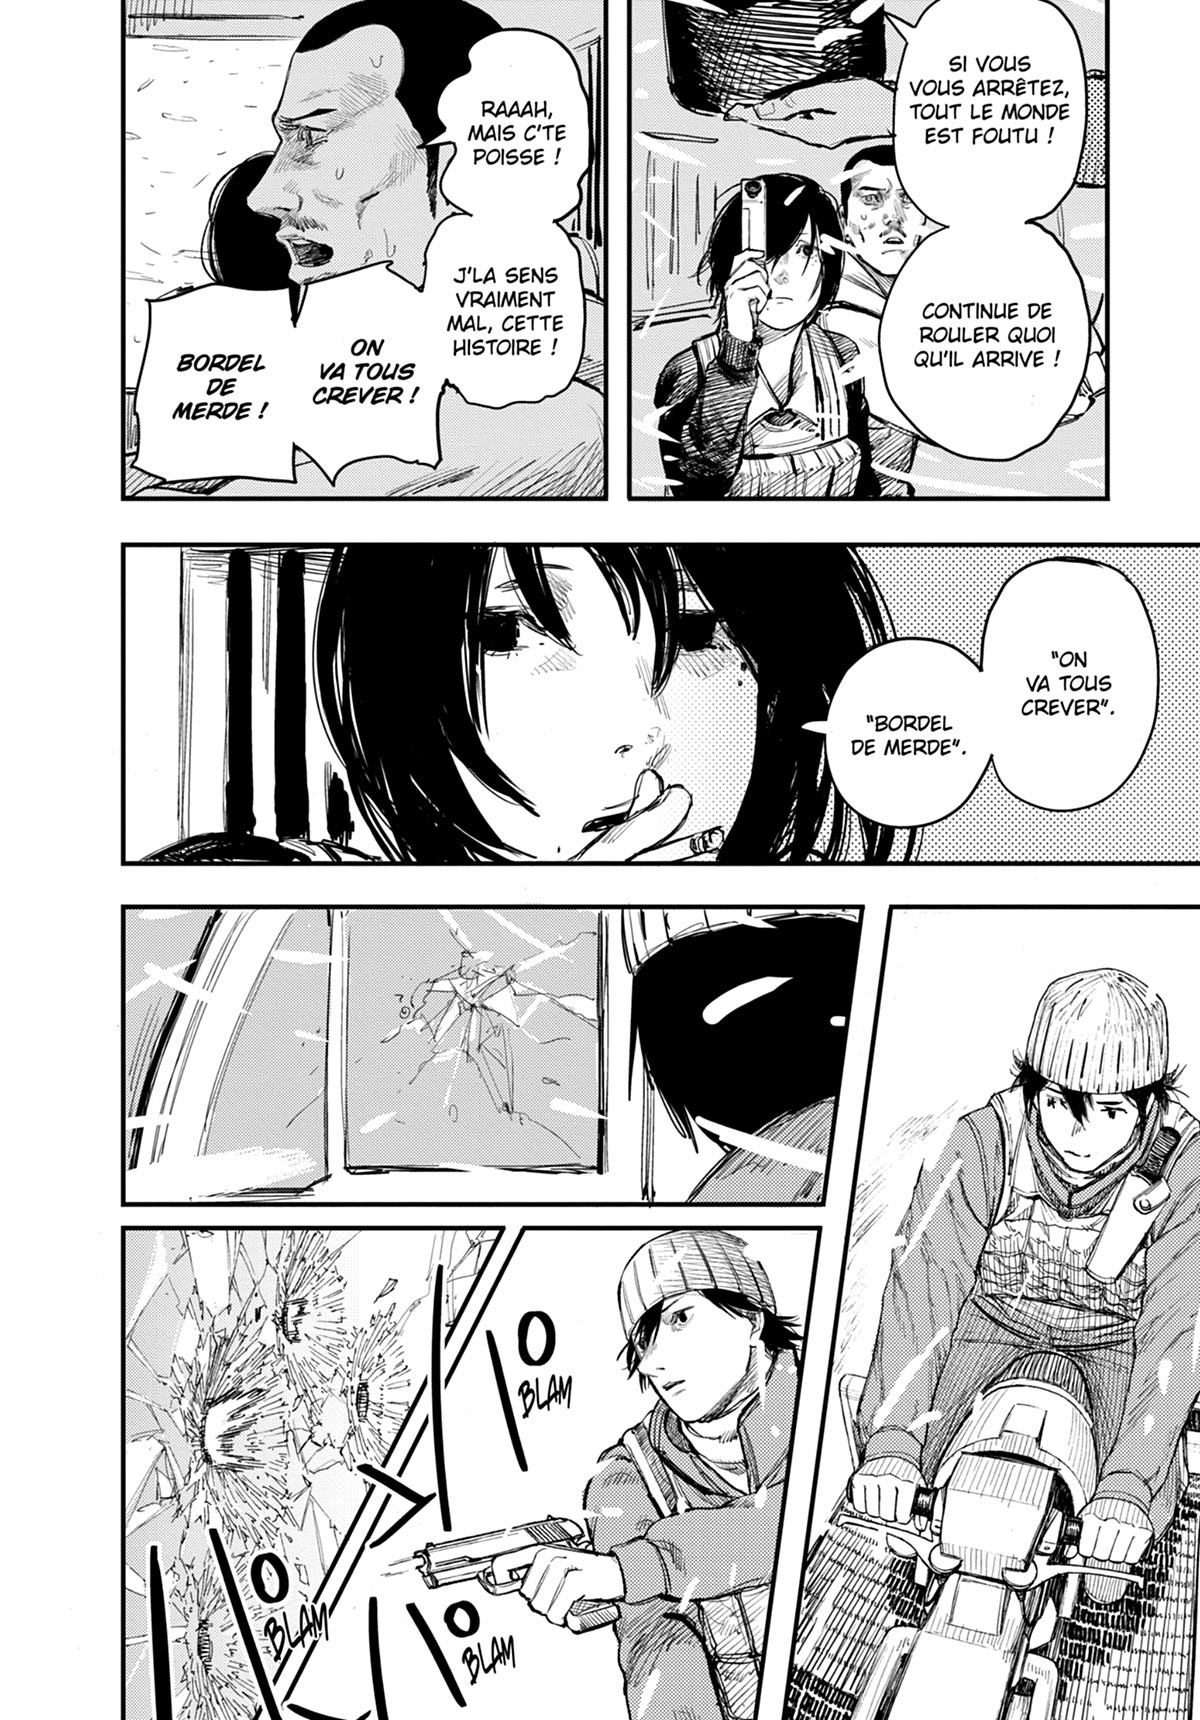 SI VOUS
VOUS ARRÊTEZ,
TOUT LE MONDE
EST FOUTU !
CONTINUE DE
ROULER QUOI
QU'IL ARRIVE !
RAAAH,
MAIS C'TE
POISSE !
J'LA SENS
VRAIMENT
MAL, CETTE
HISTOIRE !
ON
VA TOUS
CREVER !
BORDEL
DE
MERDE !
"ON
VA TOUS
CREVER".
"BORDEL
DE MERDE".
BLAM
BLAM
BLAM